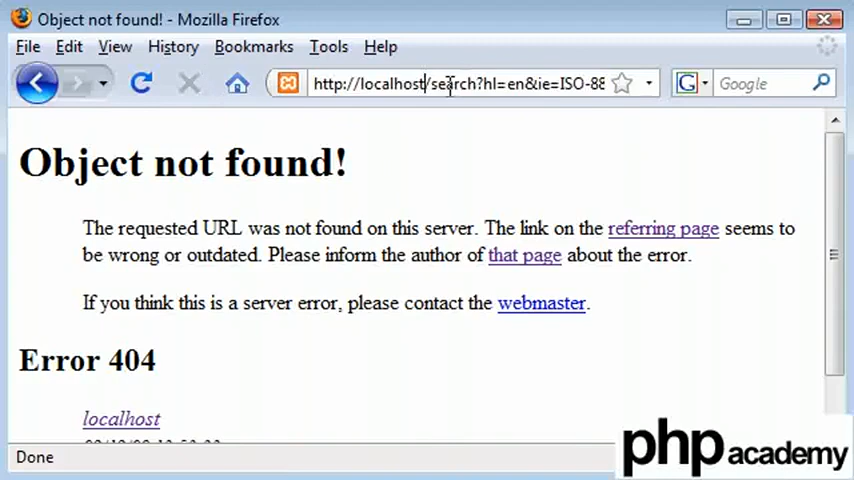 Object not found! - Mozilla Firefox
File Edit View History Bookmarks Tools Help
http://localhost/search?hl=en&ie=ISO-88
G Google
Object not found!
The requested URL was not found on this server. The link on the referring page seems to
be wrong or outdated. Please inform the author of that page about the error.
If you think this is a server error, please contact the webmaster.
Error 404
localhost
Done
php academy